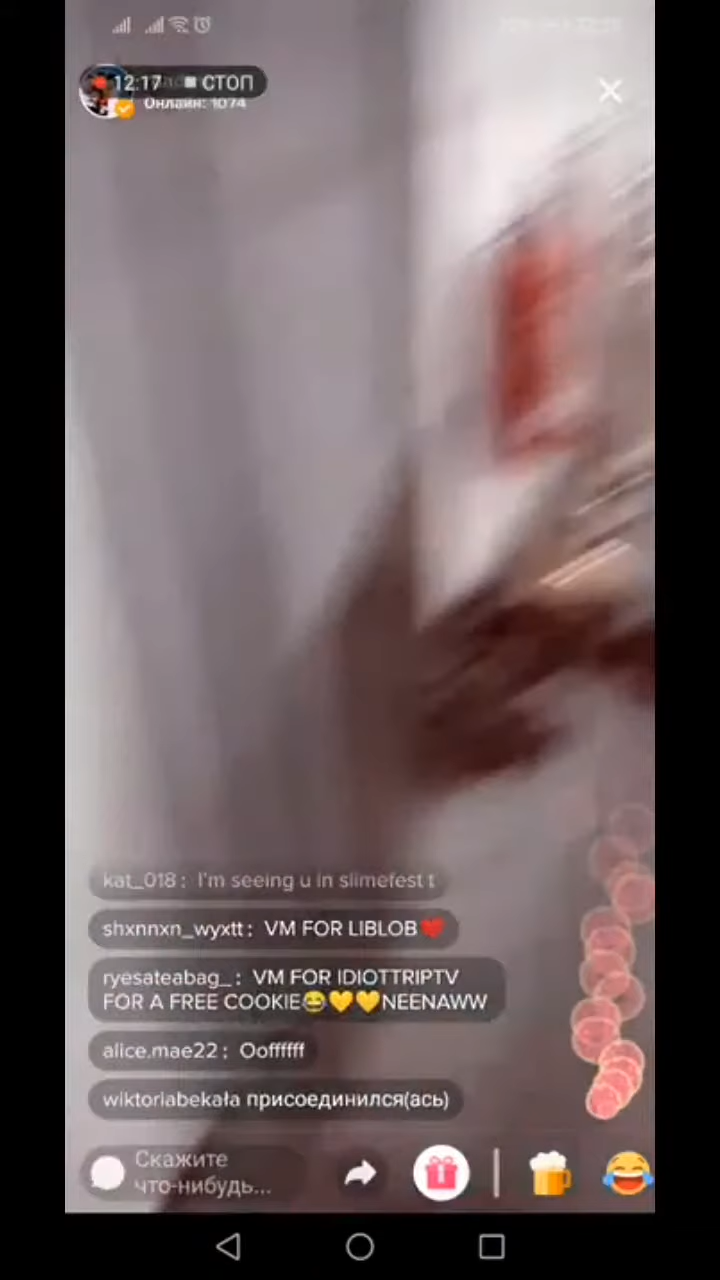 12:17 СТОП
Онлайн: 1074
kat_018 : I'm seeing u in slimefest t
shxnnxn_wyxtt : VM FOR LIBLOB❤️
ryesateabag_ : VM FOR IDIOTTRIPTV
FOR A FREE COOKIE😂💛💛NEENAWW
alice.mae22 : Ooffffff
wiktoriabekała присоединился(ась)
Скажите
что-нибудь...